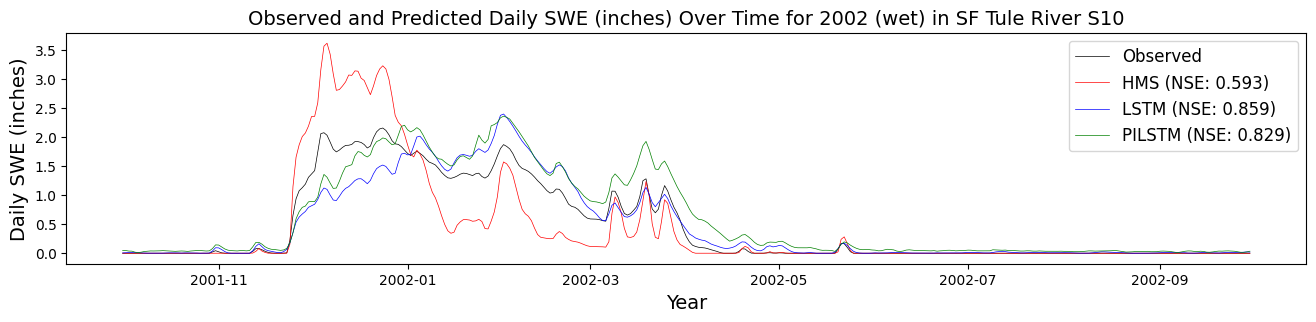 Observed and Predicted Daily SWE (inches) Over Time for 2002 (wet) in SF Tule River S10
Daily SWE (inches)
3.5
3.0
2.5
2.0
1.5
1.0
0.5
0.0
Observed
HMS (NSE: 0.593)
LSTM (NSE: 0.859)
PILSTM (NSE: 0.829)
2001-11
2002-01
2002-03
2002-05
2002-07
2002-09
Year